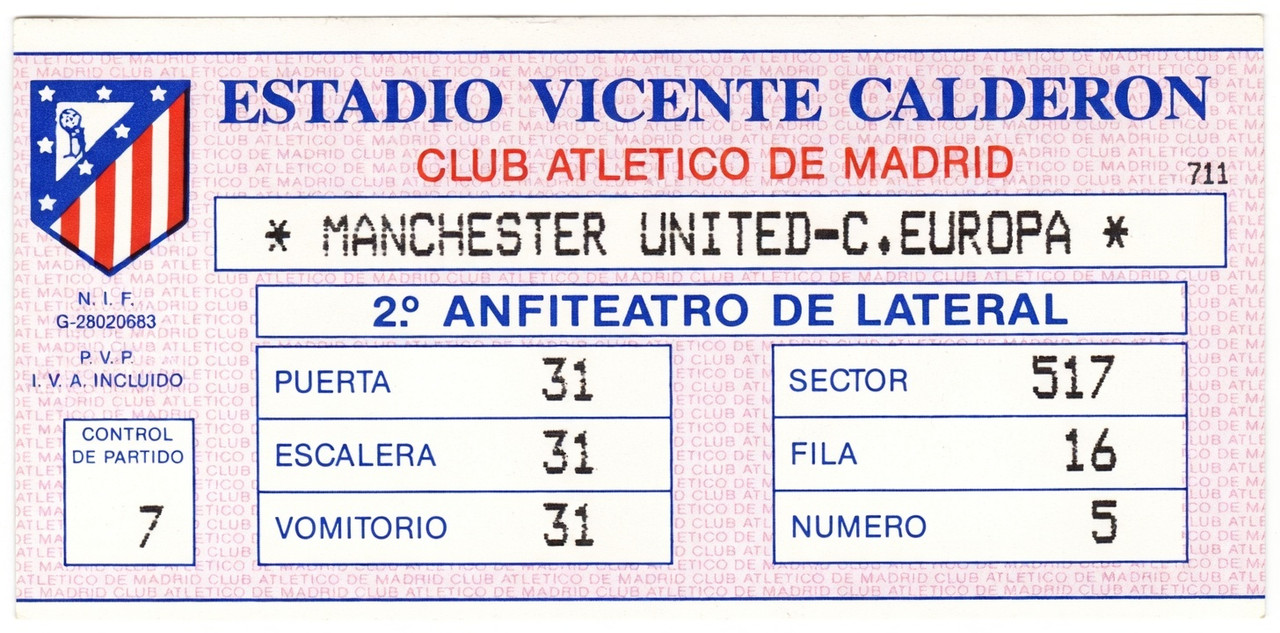 ESTADIO VICENTE CALDERON
CLUB ATLETICO DE MADRID
711
* MANCHESTER UNITED-C.EUROPA *
N. I. F.
G-28020683
2.º ANFITEATRO DE LATERAL
P. V. P.
I. V. A. INCLUIDO
PUERTA 31
SECTOR 517
CONTROL
DE PARTIDO
7
ESCALERA 31
FILA 16
VOMITORIO 31
NUMERO 5